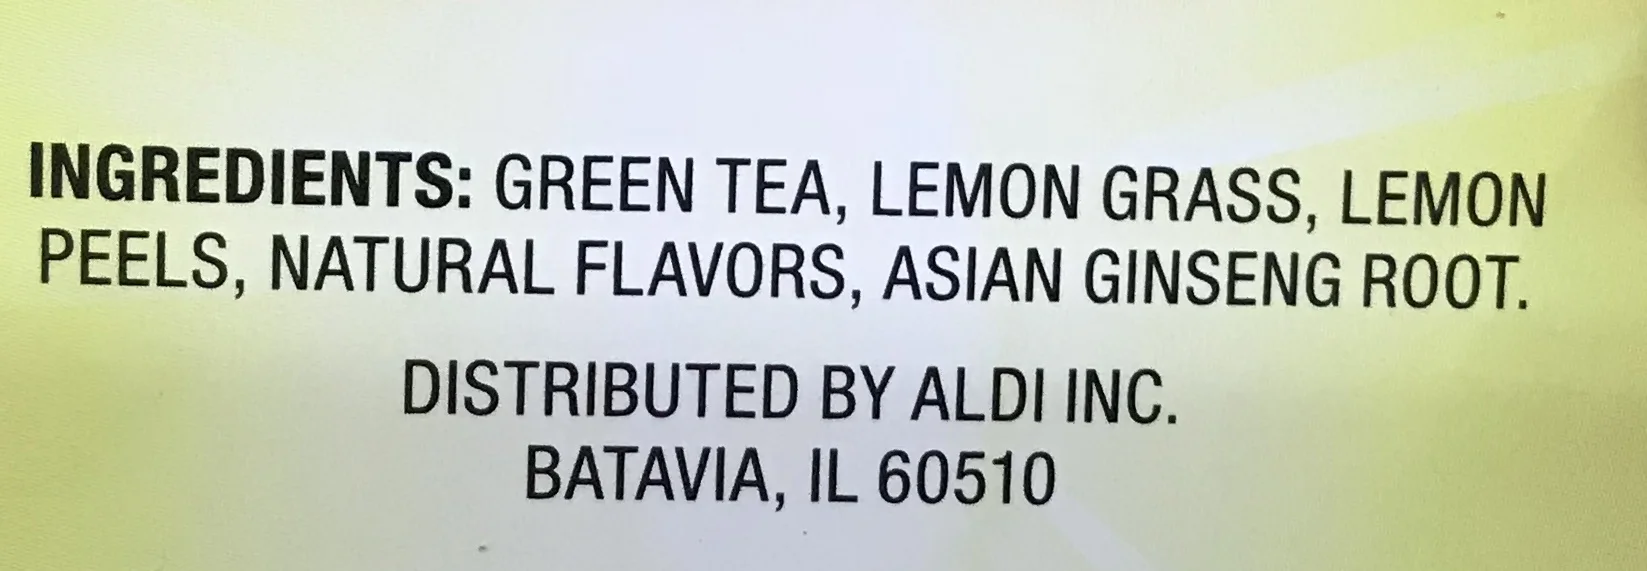 INGREDIENTS: GREEN TEA, LEMON GRASS, LEMON
PEELS, NATURAL FLAVORS, ASIAN GINSENG ROOT.
DISTRIBUTED BY ALDI INC.
BATAVIA, IL 60510